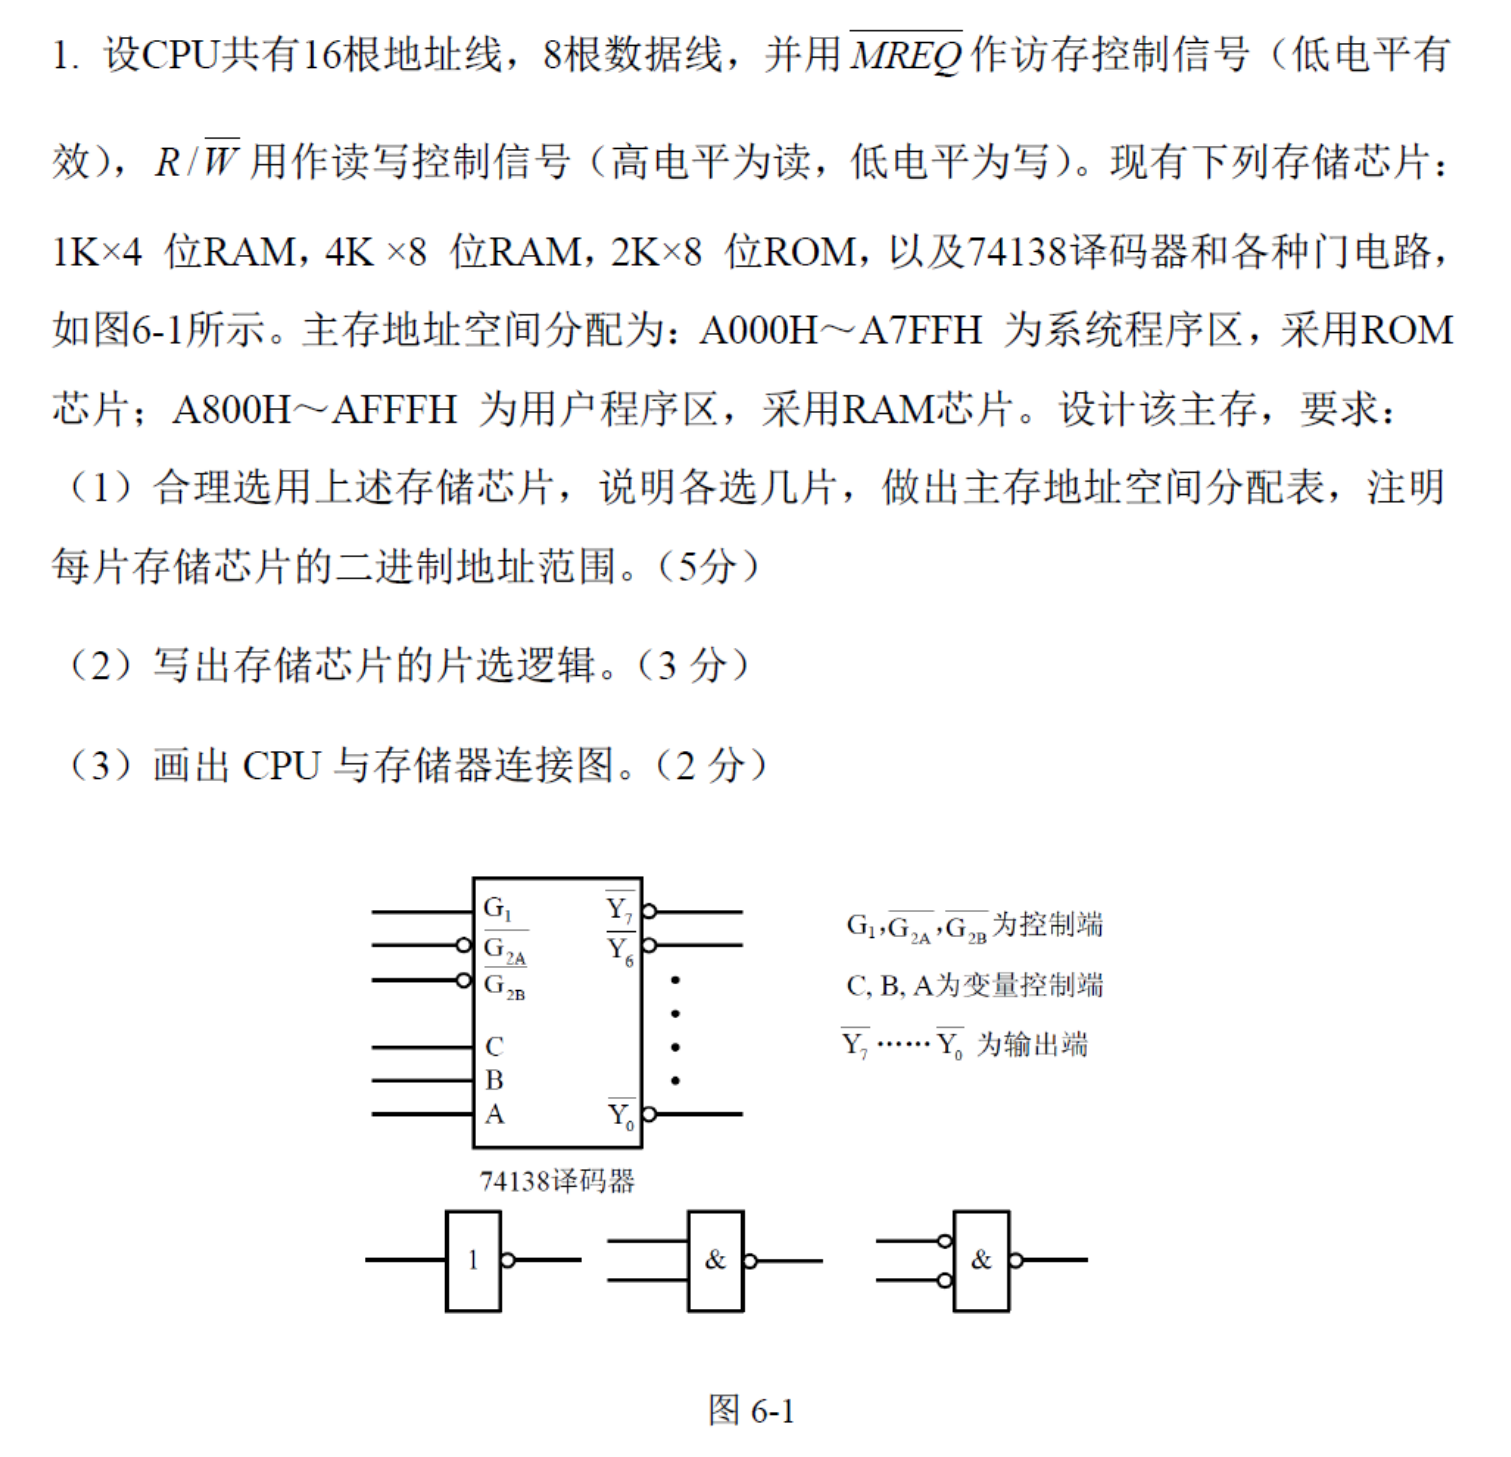 1. 设CPU共有16根地址线，8根数据线，并用 $\overline{MREQ}$ 作访存控制信号（低电平有
效），$R/\overline{W}$ 用作读写控制信号（高电平为读，低电平为写）。现有下列存储芯片：
1K×4 位RAM，4K ×8 位RAM，2K×8 位ROM，以及74138译码器和各种门电路，
如图6-1所示。主存地址空间分配为：A000H～A7FFH 为系统程序区，采用ROM
芯片；A800H～AFFFH 为用户程序区，采用RAM芯片。设计该主存，要求：
（1）合理选用上述存储芯片，说明各选几片，做出主存地址空间分配表，注明
每片存储芯片的二进制地址范围。（5分）
（2）写出存储芯片的片选逻辑。（3 分）
（3）画出 CPU 与存储器连接图。（2 分）
G₁ $\overline{Y_7}$
$\overline{G_{2A}}$ $\overline{Y_6}$
$\overline{G_{2B}}$
C
B
A $\overline{Y_0}$
G₁,$\overline{G_{2A}}$,$\overline{G_{2B}}$为控制端
C, B, A为变量控制端
$\overline{Y_7}$……$\overline{Y_0}$ 为输出端
74138译码器
1 & &
图 6-1